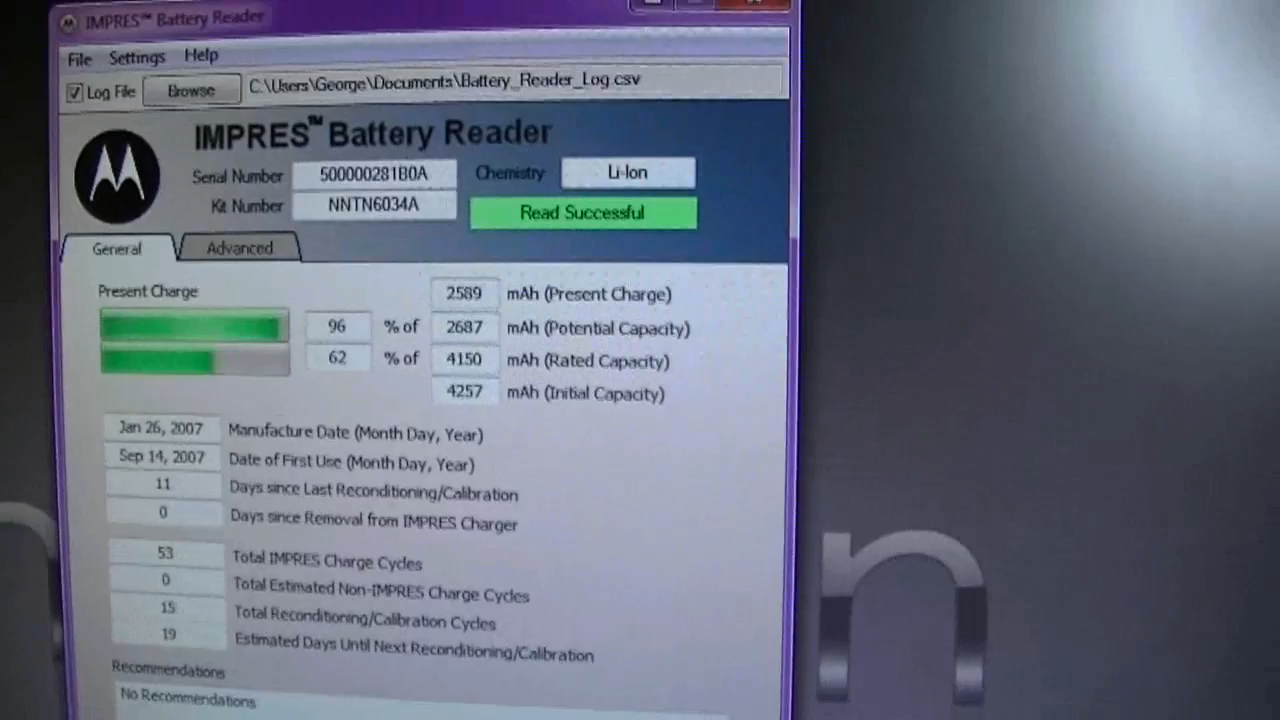 IMPRES™ Battery Reader
File Settings Help
Log File Browse C:\Users\George\Documents\Battery_Reader_Log.csv
IMPRES™ Battery Reader
Serial Number 500000281B0A Chemistry Li-Ion
Kit Number NNTN6034A Read Successful
General Advanced
Present Charge 2589 mAh (Present Charge)
96 % of 2687 mAh (Potential Capacity)
62 % of 4150 mAh (Rated Capacity)
4257 mAh (Initial Capacity)
Jan 26, 2007 Manufacture Date (Month Day, Year)
Sep 14, 2007 Date of First Use (Month Day, Year)
11 Days since Last Reconditioning/Calibration
0 Days since Removal from IMPRES Charger
53 Total IMPRES Charge Cycles
0 Total Estimated Non-IMPRES Charge Cycles
15 Total Reconditioning/Calibration Cycles
19 Estimated Days Until Next Reconditioning/Calibration
Recommendations
No Recommendations
n